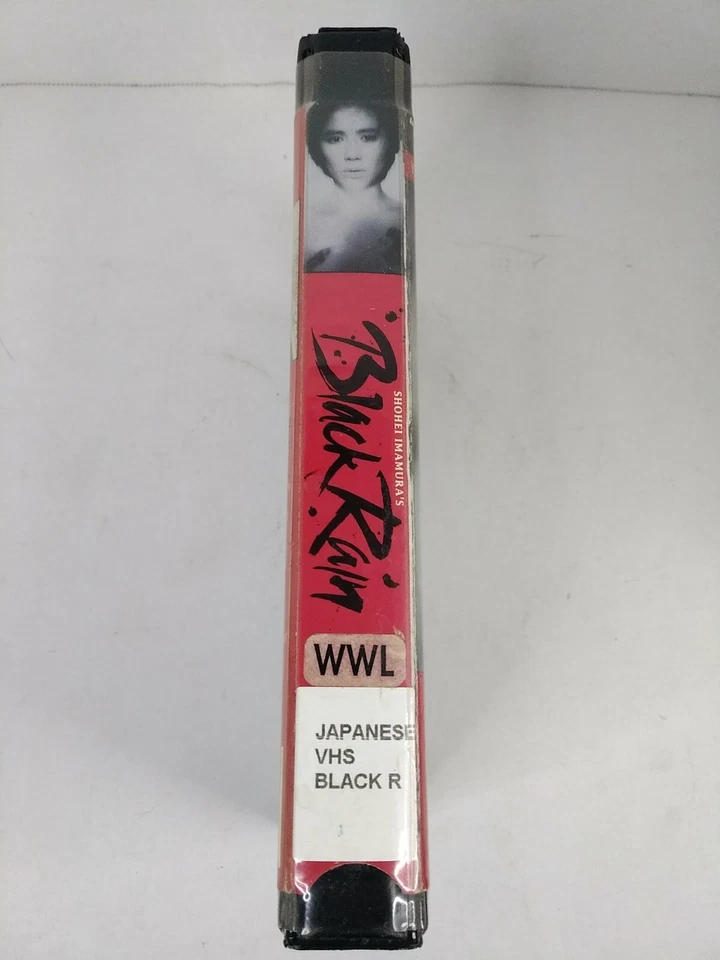 SHOHEI IMAMURA'S
Black Rain
WWL
JAPANESE
VHS
BLACK R